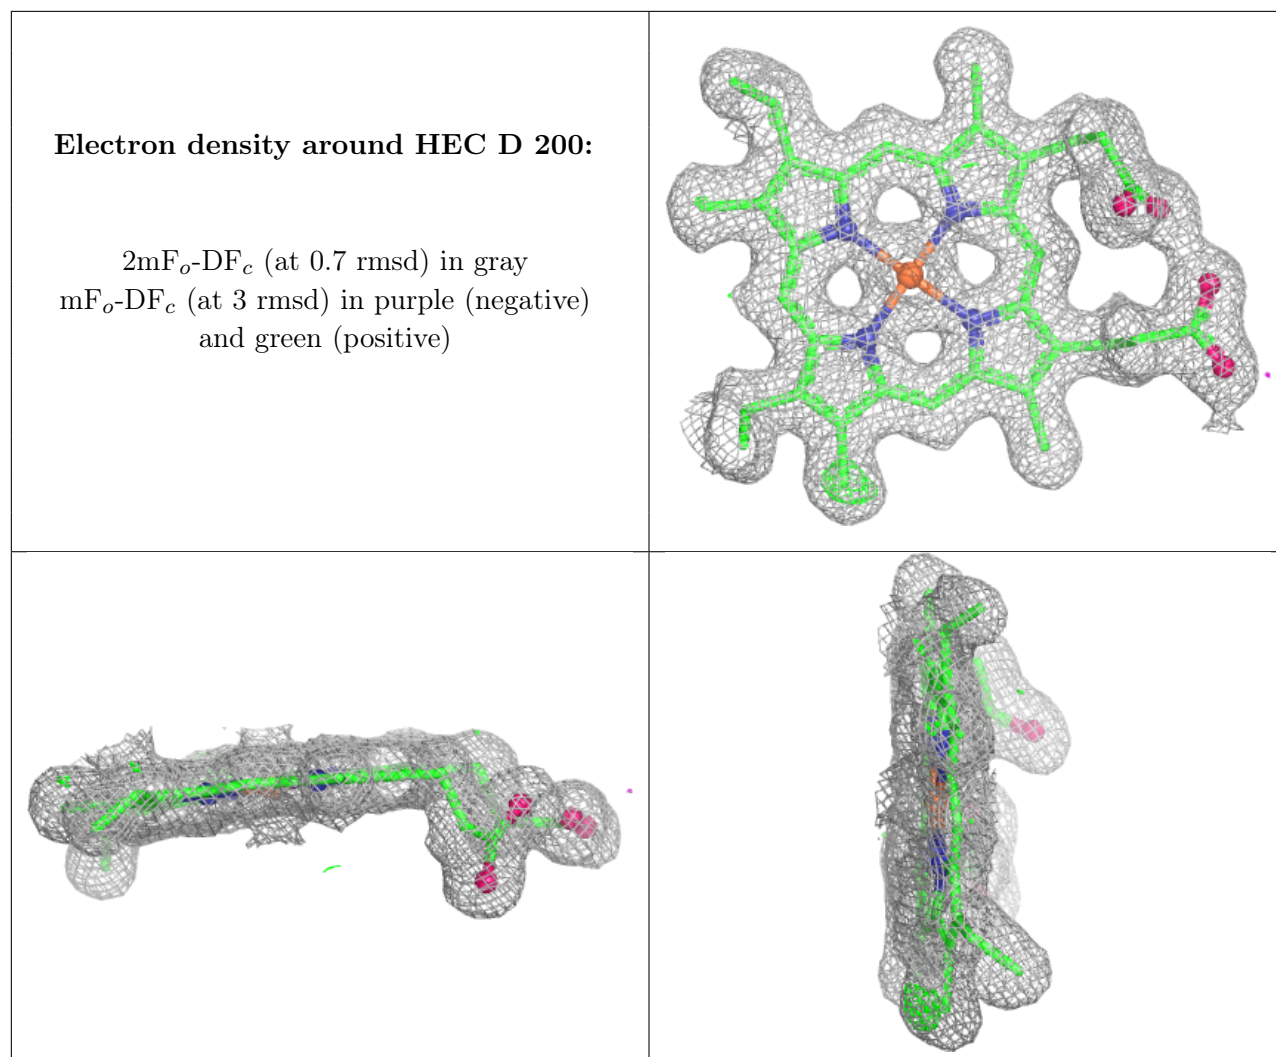 Electron density around HEC D 200:
2mFo-DFc (at 0.7 rmsd) in gray
mFo-DFc (at 3 rmsd) in purple (negative)
and green (positive)